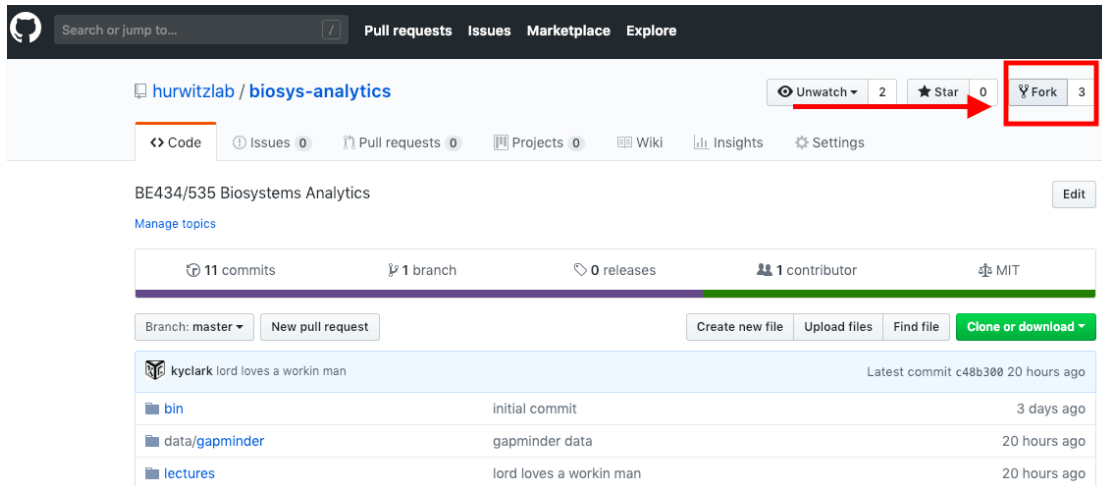 Search or jump to... / Pull requests Issues Marketplace Explore
hurwitzlab / biosys-analytics Unwatch 2 Star 0 Fork 3
Code Issues 0 Pull requests 0 Projects 0 Wiki Insights Settings
BE434/535 Biosystems Analytics Edit
Manage topics
11 commits 1 branch 0 releases 1 contributor MIT
Branch: master New pull request Create new file Upload files Find file Clone or download
kyclark lord loves a workin man Latest commit c48b300 20 hours ago
bin initial commit 3 days ago
data/gapminder gapminder data 20 hours ago
lectures lord loves a workin man 20 hours ago